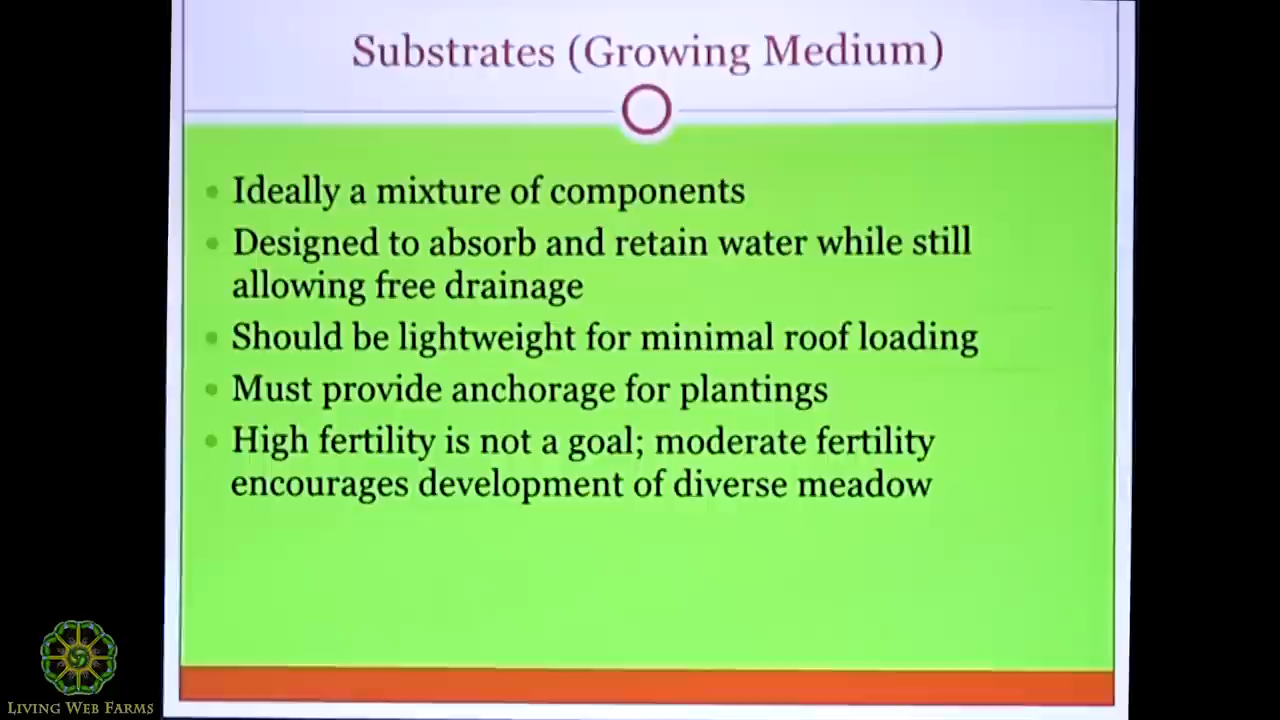 Substrates (Growing Medium)
• Ideally a mixture of components
• Designed to absorb and retain water while still
allowing free drainage
• Should be lightweight for minimal roof loading
• Must provide anchorage for plantings
• High fertility is not a goal; moderate fertility
encourages development of diverse meadow
LIVING WEB FARMS